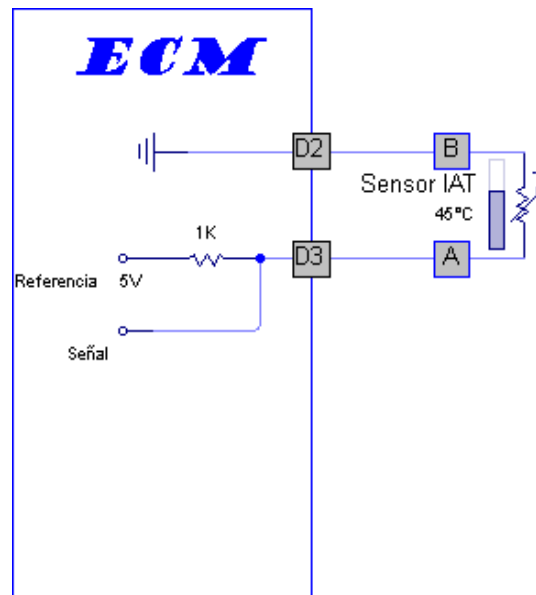 ECM
D2
B
Sensor IAT
45°C
1K
D3
A
Referencia 5V
Señal